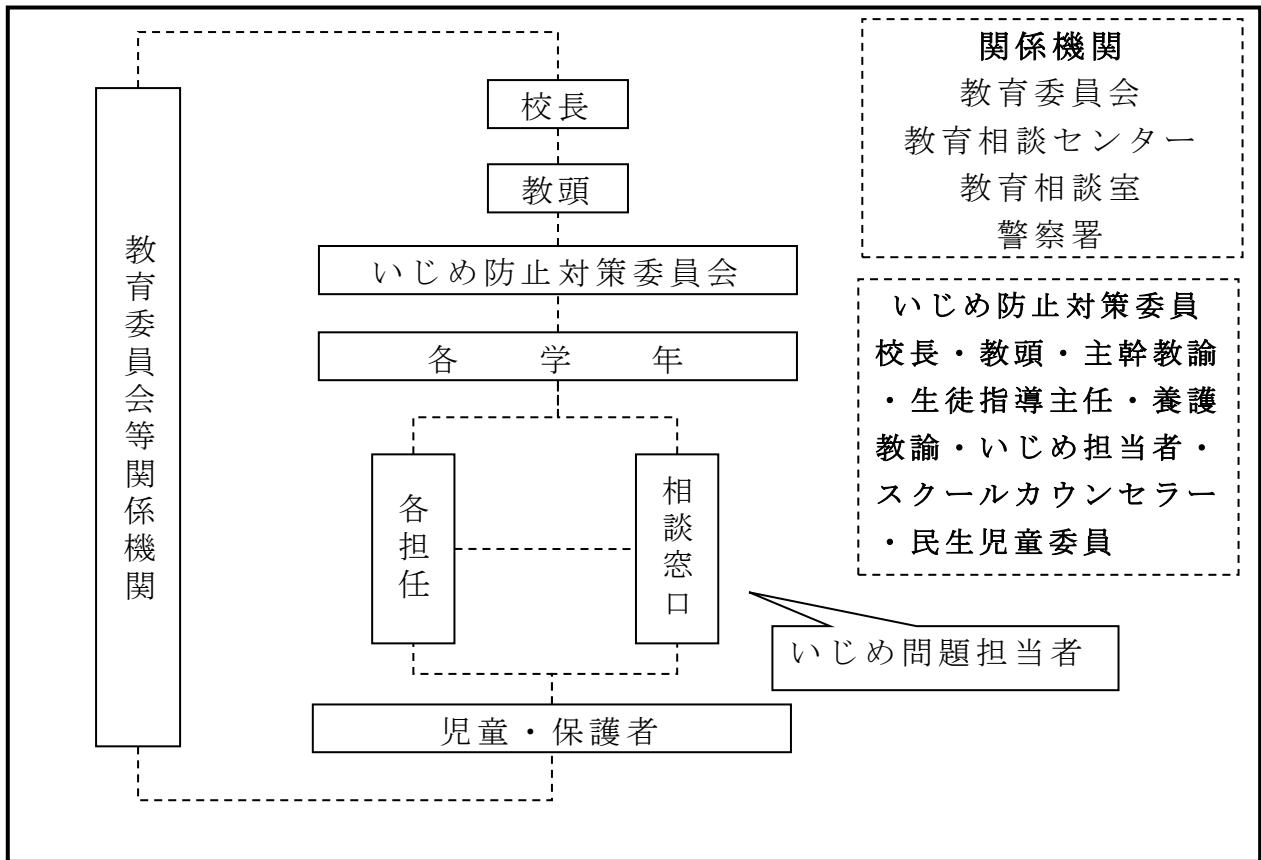 校長
教頭
いじめ防止対策委員会
各学年
各担任
相談窓口
児童・保護者
教育委員会等関係機関
いじめ問題担当者
関係機関
教育委員会
教育相談センター
教育相談室
警察署
いじめ防止対策委員
校長・教頭・主幹教諭
・生徒指導主任・養護
教諭・いじめ担当者・
スクールカウンセラー
・民生児童委員